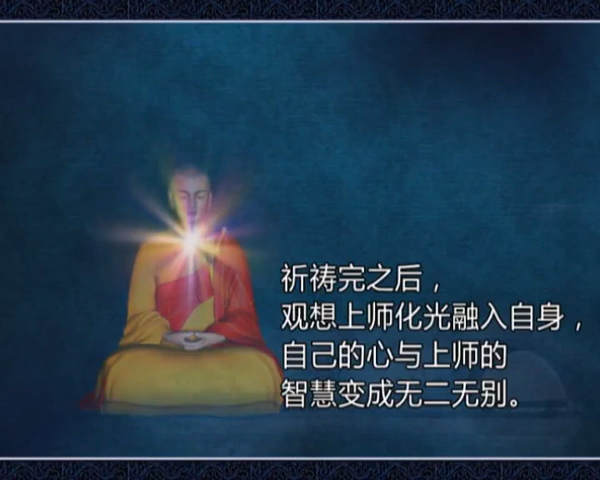 祈祷完之后，
观想上师化光融入自身，
自己的心与上师的
智慧变成无二无别。